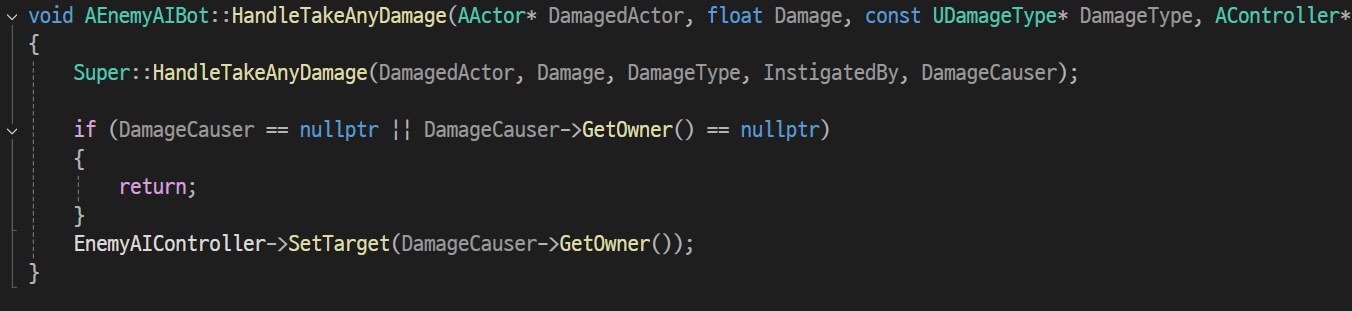 void AEnemyAIBot::HandleTakeAnyDamage(AActor* DamagedActor, float Damage, const UDamageType* DamageType, AController*
{
    Super::HandleTakeAnyDamage(DamagedActor, Damage, DamageType, InstigatedBy, DamageCauser);

    if (DamageCauser == nullptr || DamageCauser->GetOwner() == nullptr)
    {
        return;
    }
    EnemyAIController->SetTarget(DamageCauser->GetOwner());
}